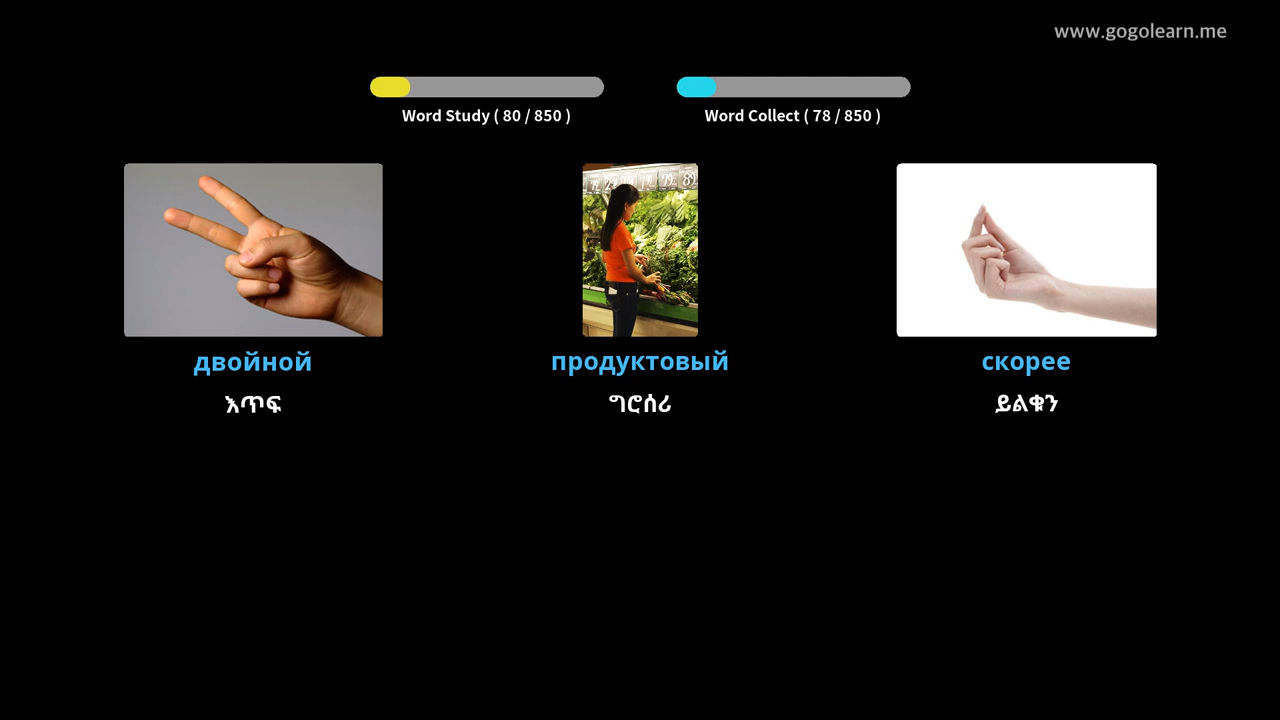 www.gogolearn.me
Word Study ( 80 / 850 )
Word Collect ( 78 / 850 )
двойной
продуктовый
скорее
እጥፍ
ግሮሰሪ
ይልቁን